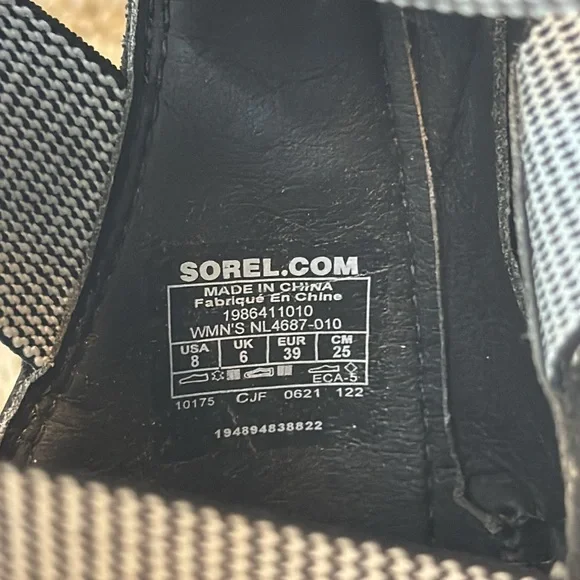 SOREL.COM
MADE IN CHINA
Fabriqué En Chine
1986411010
WMN'S NL4687-010
USA UK EUR CM
8 6 39 25
ECA-5
10175 CJF 0621 122
194894838822